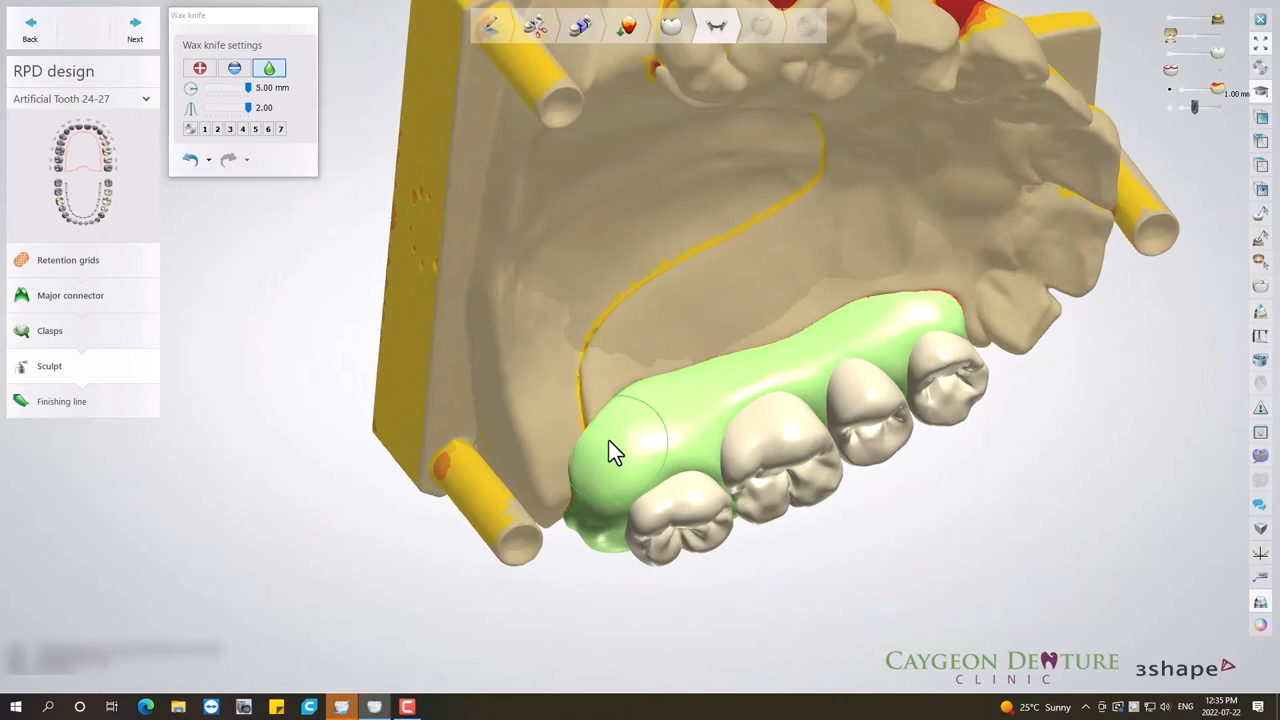 Back
Next
RPD design
Artificial Tooth 24-27
Retention grids
Major connector
Clasps
Sculpt
Finishing line
Wax knife
Wax knife settings
5.00 mm
2.00
1 2 3 4 5 6 7
1.00 mm
CAYGEON DENTURE
CLINIC
3shape
25°C Sunny
ENG
12:35 PM
2022-07-22